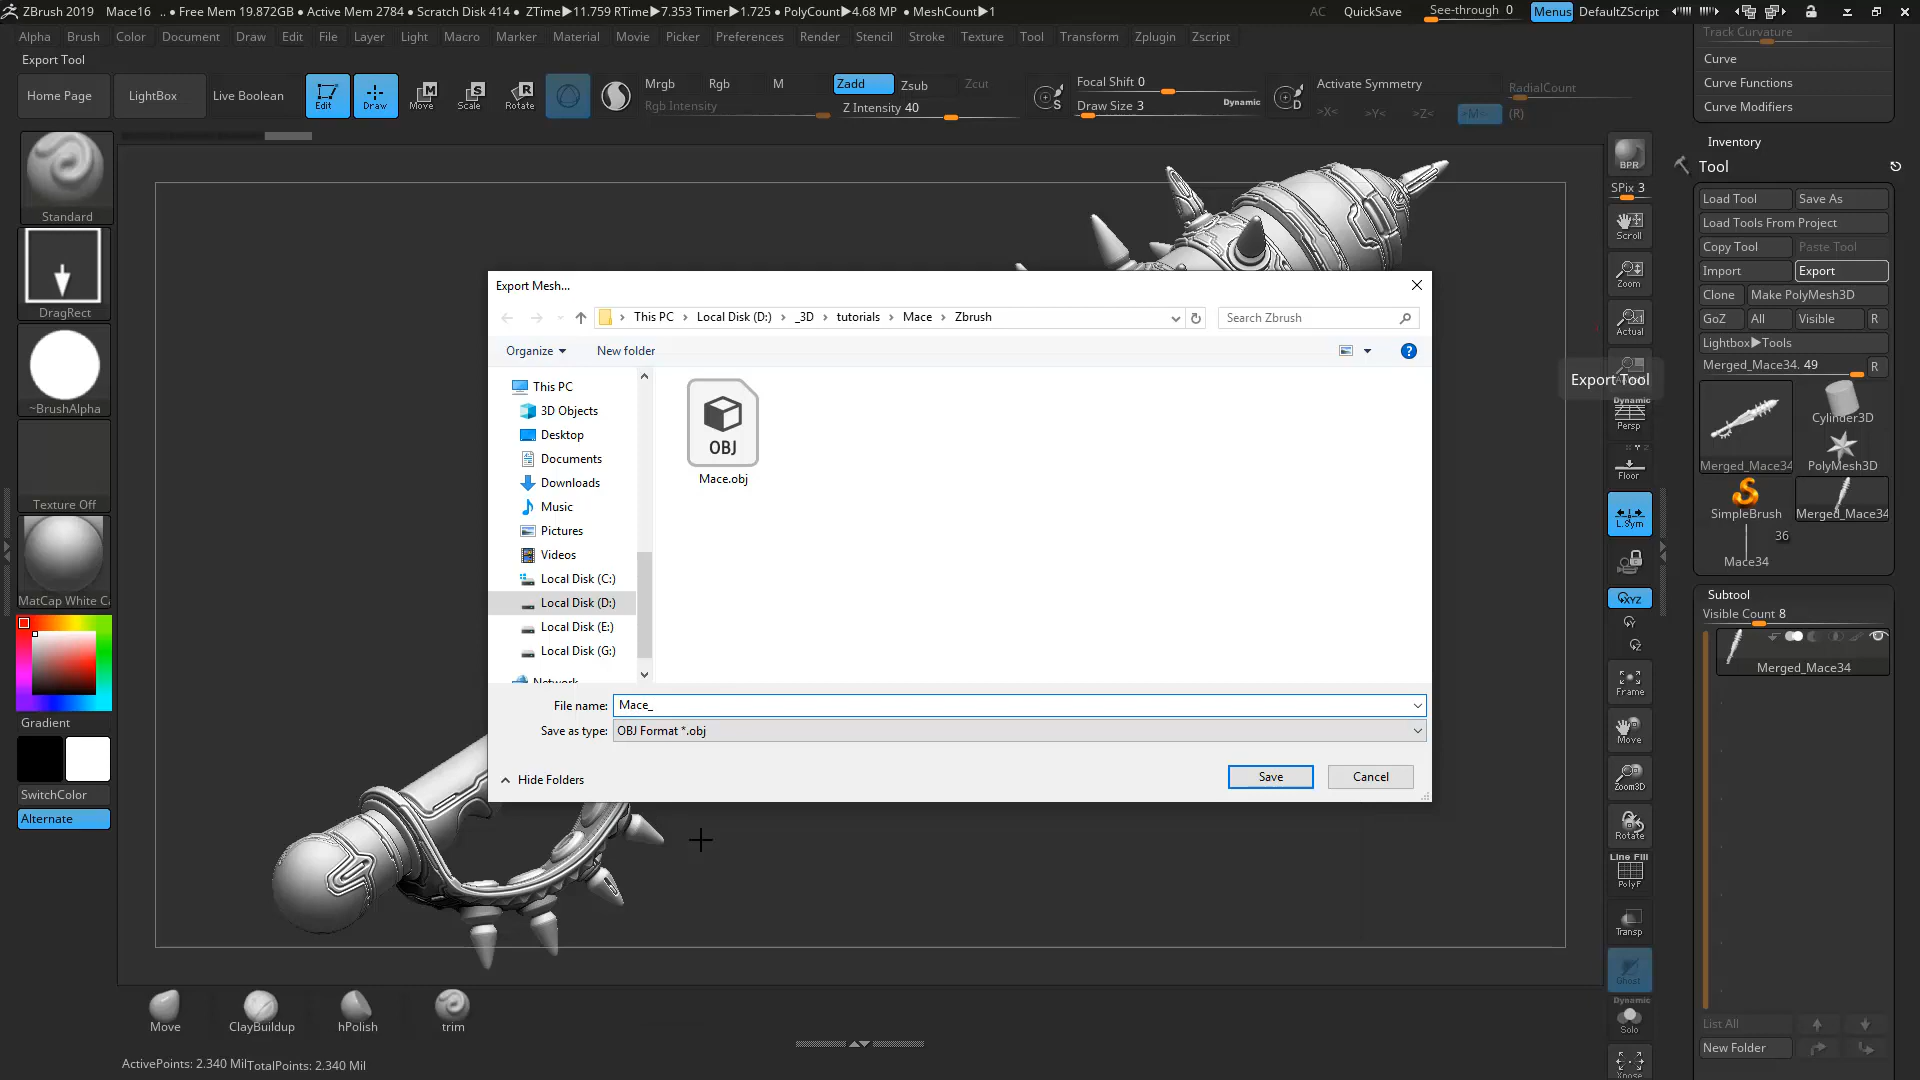 ZBrush 2019 Mace16 .. • Free Mem 19.872GB • Active Mem 2784 • Scratch Disk 414 • ZTime▶11.759 RTime▶7.353 Timer▶1.725 • PolyCount▶4.68 MP • MeshCount▶1 AC QuickSave See-through 0 Menus DefaultZScript
Alpha Brush Color Document Draw Edit File Layer Light Macro Marker Material Movie Picker Preferences Render Stencil Stroke Texture Tool Transform Zplugin Zscript
Export Tool
Home Page LightBox Live Boolean Edit Draw Move Scale Rotate
Mrgb Rgb M Zadd Zsub Zcut
Rgb Intensity Z Intensity 40
Focal Shift 0
Draw Size 3 Dynamic
S D
Activate Symmetry
>X< >Y< >Z< >M< (R)
RadialCount
Track Curvature
Curve
Curve Functions
Curve Modifiers
Inventory
Tool
Load Tool Save As
Load Tools From Project
Copy Tool Paste Tool
Import Export
Clone Make PolyMesh3D
GoZ All Visible R
Lightbox▶Tools
Merged_Mace34. 49 R
Merged_Mace34 Cylinder3D
PolyMesh3D
SimpleBrush Merged_Mace34
36
Mace34
Subtool
Visible Count 8
Merged_Mace34
List All
New Folder
Standard
DragRect
~BrushAlpha
Texture Off
MatCap White Ca
Gradient
SwitchColor
Alternate
BPR
SPix 3
Scroll
Zoom
Actual
Export Tool
Dynamic
Persp
Floor
L.Sym
XYZ
Y
Z
Frame
Move
Zoom3D
Rotate
Line Fill
PolyF
Transp
Ghost
Dynamic
Solo
Xpose
Export Mesh...
This PC Local Disk (D:) _3D tutorials Mace Zbrush Search Zbrush
Organize New folder
This PC
3D Objects
Desktop
Documents
Downloads
Music
Pictures
Videos
Local Disk (C:)
Local Disk (D:)
Local Disk (E:)
Local Disk (G:)
Network
OBJ
Mace.obj
File name: Mace_
Save as type: OBJ Format *.obj
Hide Folders Save Cancel
Move ClayBuildup hPolish trim
ActivePoints: 2.340 Mil TotalPoints: 2.340 Mil